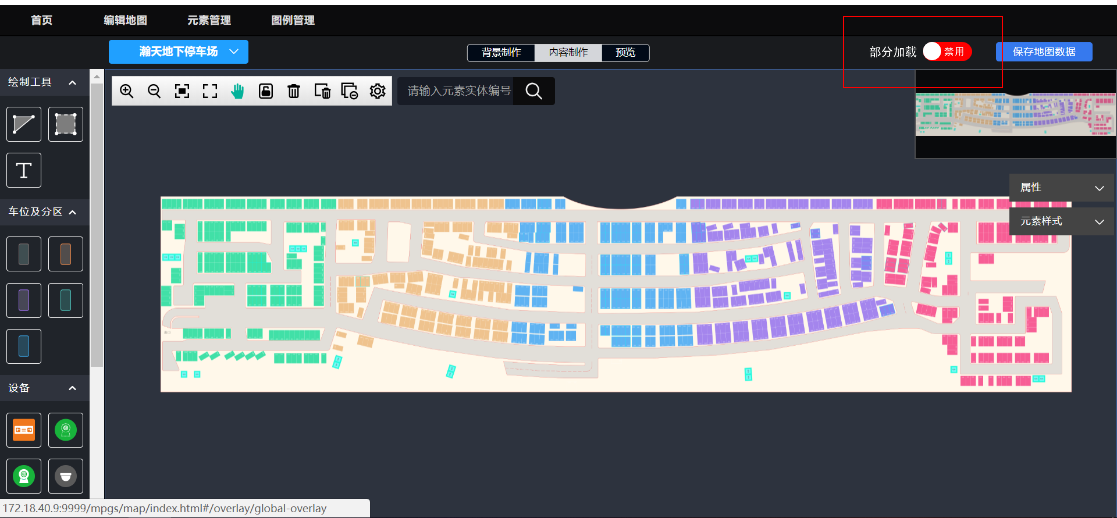 首页 编辑地图 元素管理 图例管理
瀚天地下停车场 背景制作 内容制作 预览 部分加载 禁用 保存地图数据
绘制工具
请输入元素实体编号
T
属性
车位及分区
元素样式
设备
172.18.40.9:9999/mpgs/map/index.html#/overlay/global-overlay